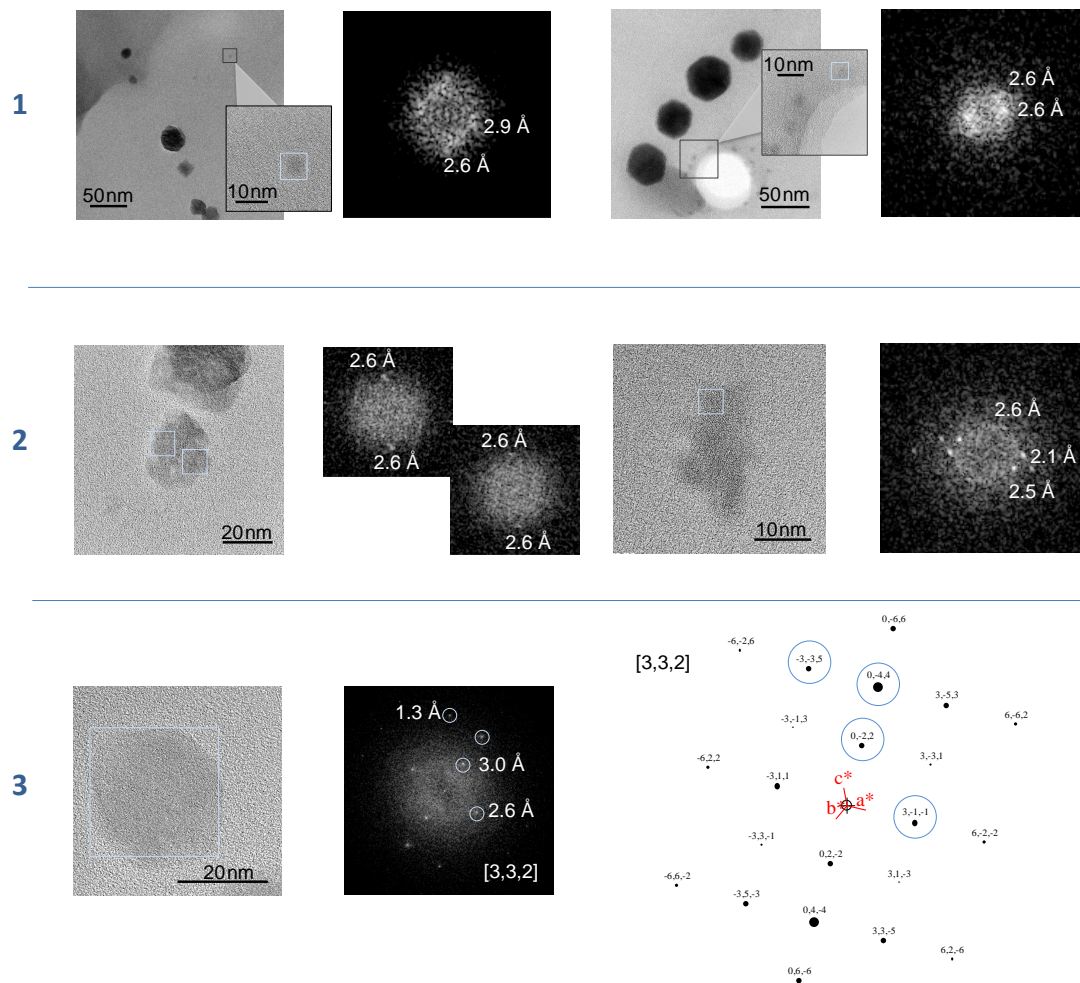 1
50nm
10nm
2.9 Å
2.6 Å
10nm
50nm
2.6 Å
2.6 Å
2
20nm
2.6 Å
2.6 Å
2.6 Å
2.6 Å
10nm
2.6 Å
2.1 Å
2.5 Å
3
20nm
1.3 Å
3.0 Å
2.6 Å
[3,3,2]
[3,3,2]
0,-6,6
-6,-2,6
-3,-3,5
0,-4,4
3,-5,3
6,-6,2
-3,-1,3
0,-2,2
-6,2,2
3,-3,1
-3,1,1
c*
b*
a*
3,-1,-1
-3,3,-1
6,-2,-2
0,2,-2
-6,6,-2
3,1,-3
-3,5,-3
0,4,-4
3,3,-5
6,2,-6
0,6,-6